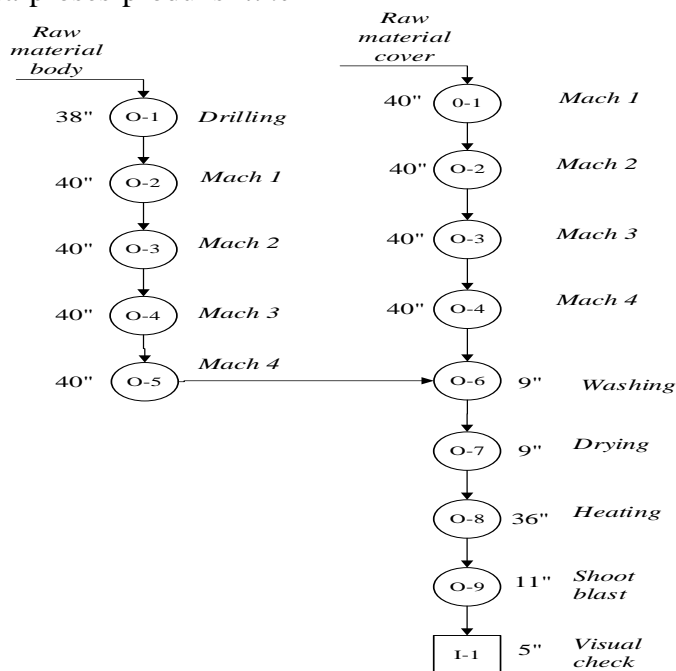 Raw
material
body
38" O-1 Drilling
40" O-2 Mach 1
40" O-3 Mach 2
40" O-4 Mach 3
40" O-5 Mach 4
Raw
material
cover
40" 0-1 Mach 1
40" O-2 Mach 2
40" O-3 Mach 3
40" O-4 Mach 4
O-6 9" Washing
O-7 9" Drying
O-8 36" Heating
O-9 11" Shoot
blast
I-1 5" Visual
check